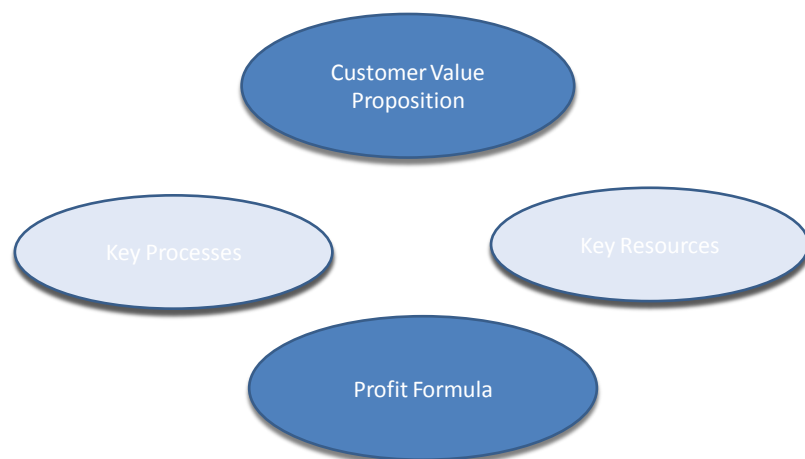 Customer Value
Proposition
Key Processes
Key Resources
Profit Formula